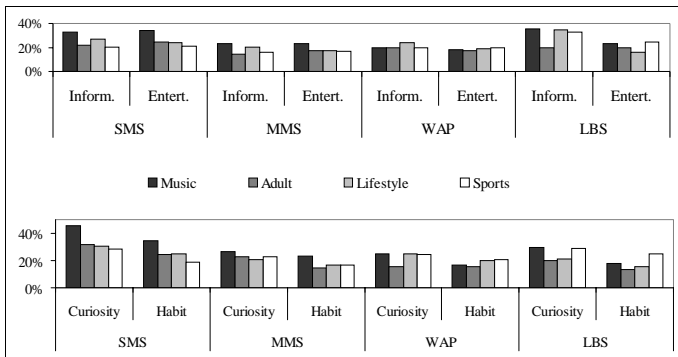 40%
20%
0%
Inform. Entert. Inform. Entert. Inform. Entert. Inform. Entert.
SMS MMS WAP LBS
Music Adult Lifestyle Sports
40%
20%
0%
Curiosity Habit Curiosity Habit Curiosity Habit Curiosity Habit
SMS MMS WAP LBS